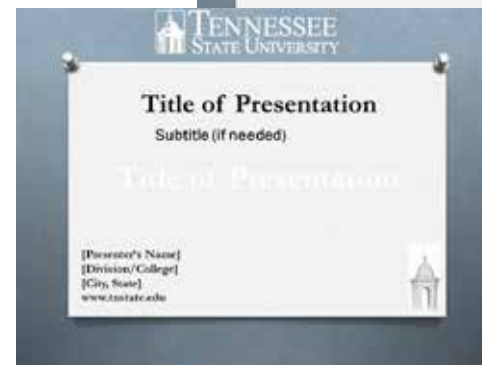 TENNESSEE
STATE UNIVERSITY
Title of Presentation
Subtitle (if needed)
Title of Presentation
[Presenter's Name]
[Division/College]
[City, State]
www.tnstate.edu